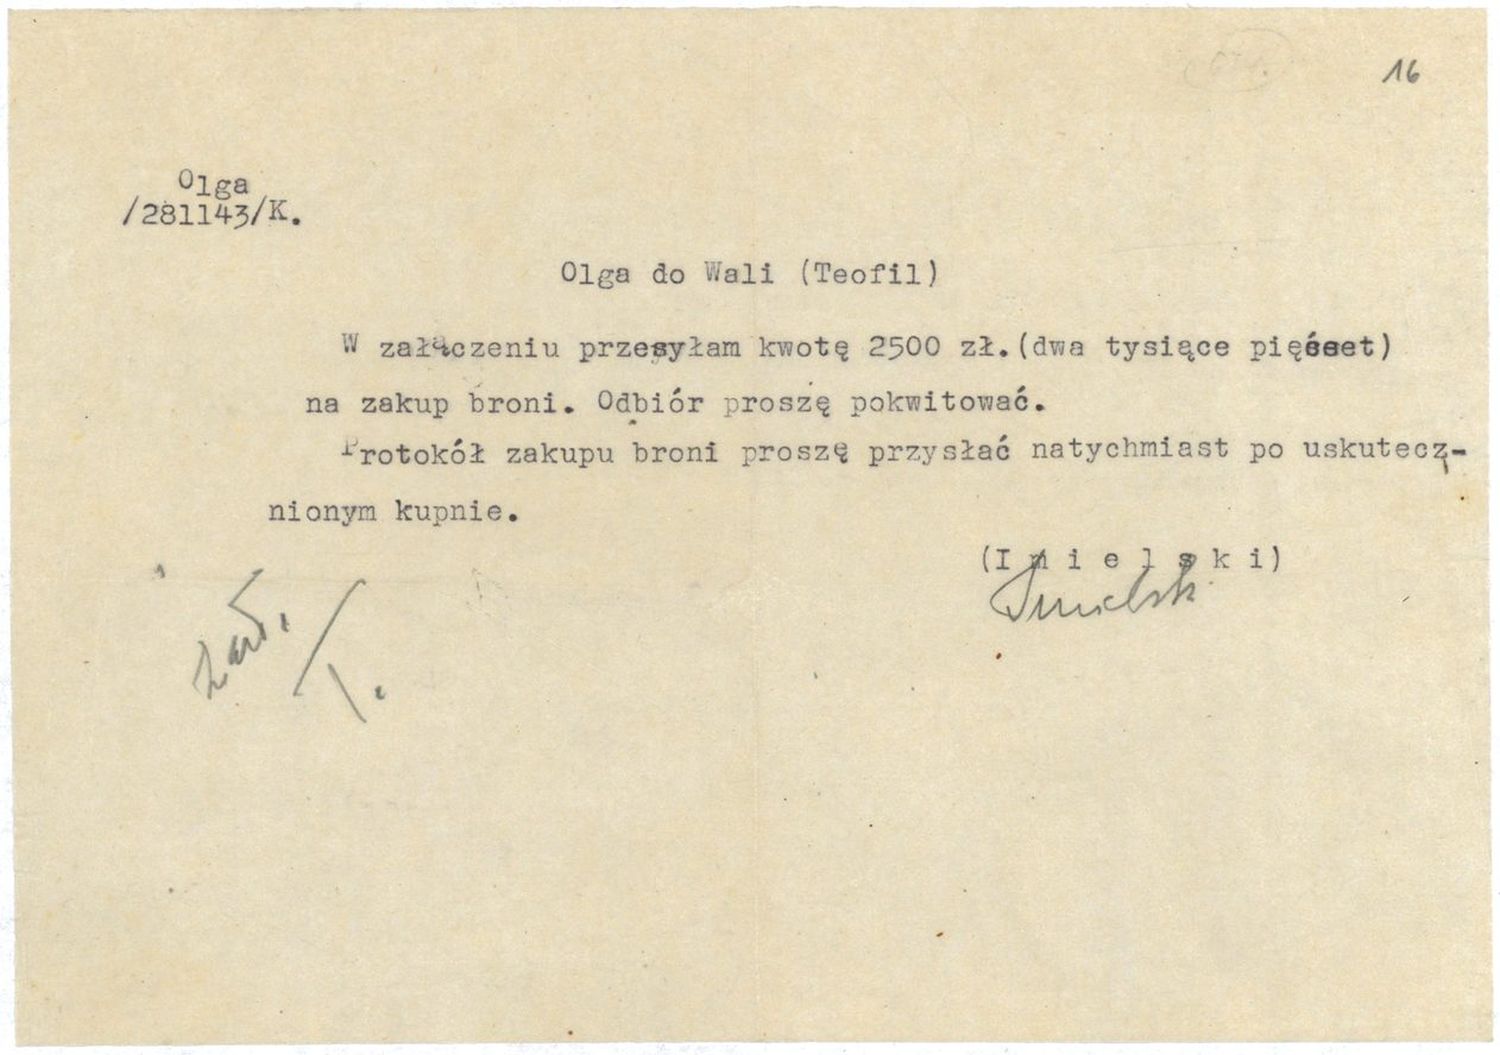 16
Olga
/281143/K.
Olga do Wali (Teofil)
W załączeniu przesyłam kwotę 2500 zł.(dwa tysiące pięćset)
na zakup broni. Odbiór proszę pokwitować.
Protokół zakupu broni proszę przysłać natychmiast po uskutecz-
nionym kupnie.
(I m i e l s k i)
Imielski